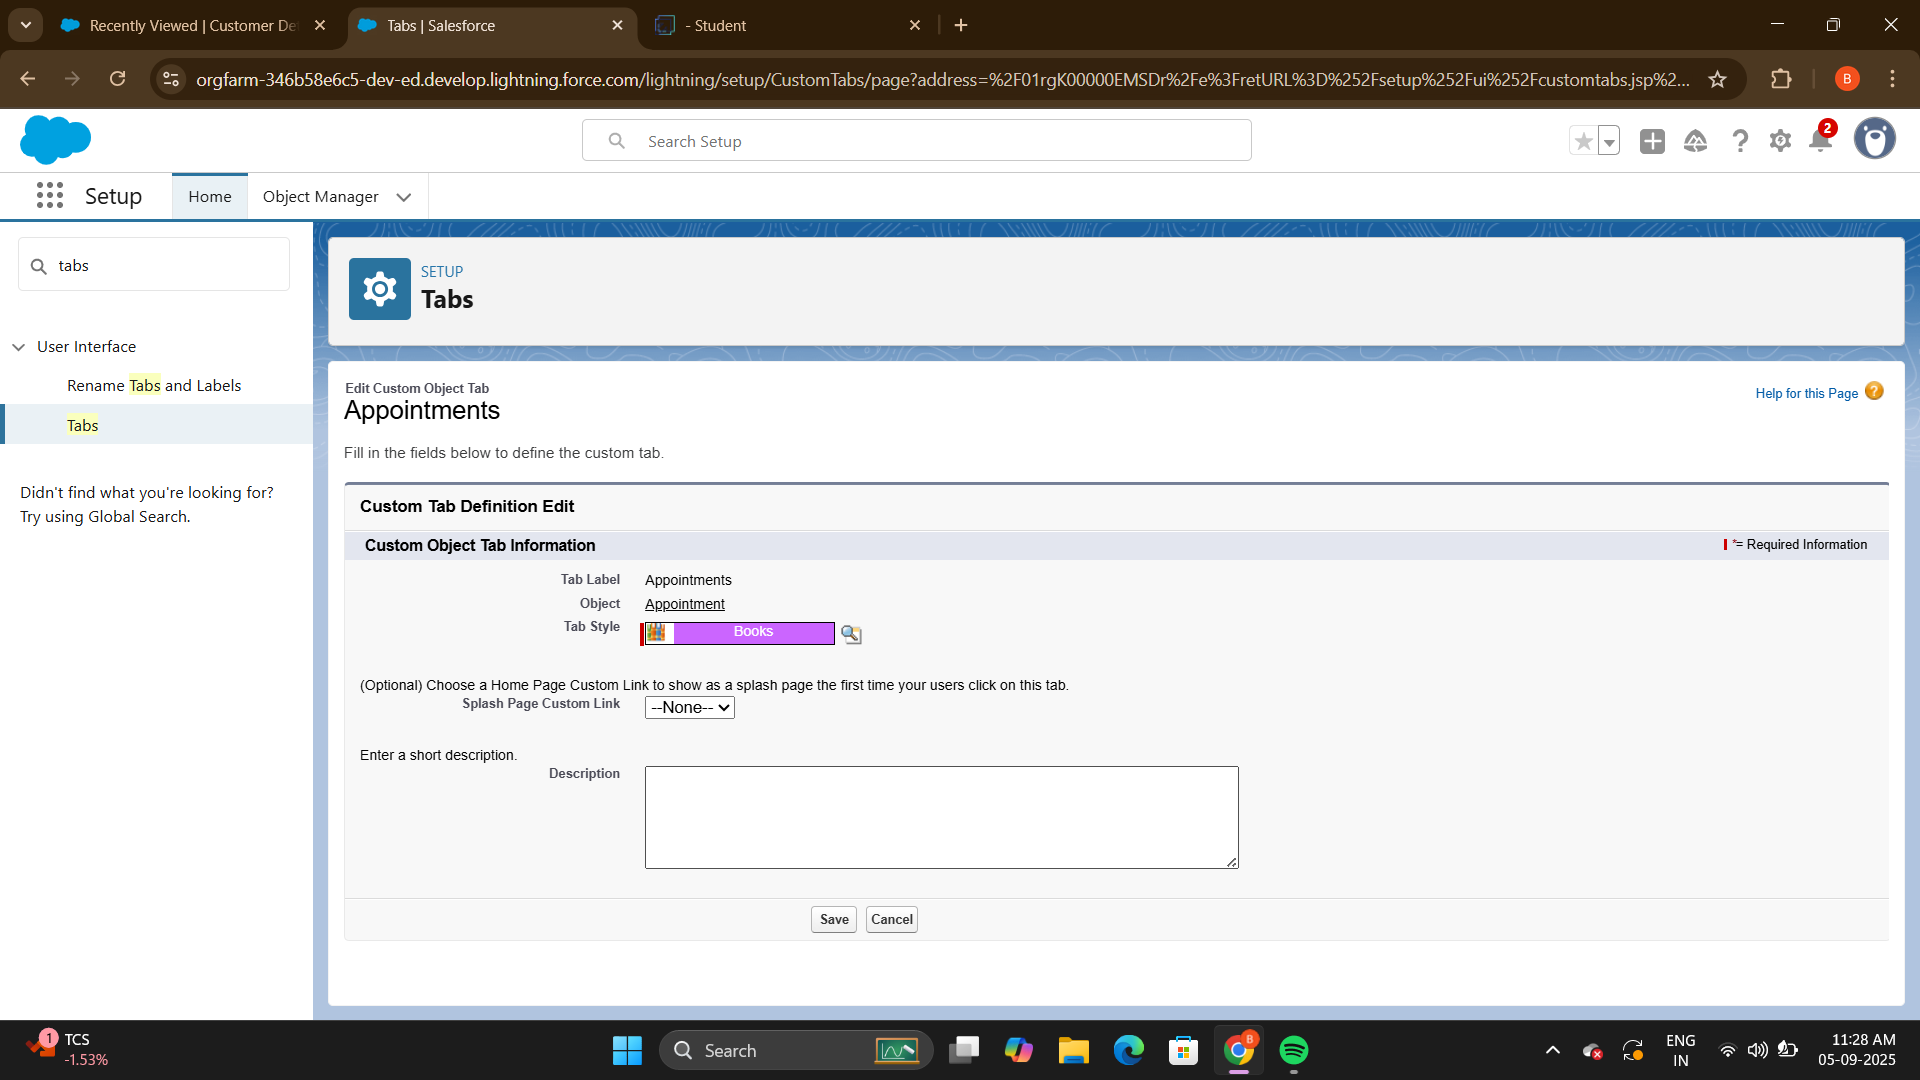 Recently Viewed | Customer De
Tabs | Salesforce
- Student
orgfarm-346b58e6c5-dev-ed.develop.lightning.force.com/lightning/setup/CustomTabs/page?address=%2F01rgK00000EMSDr%2Fe%3FretURL%3D%252Fsetup%252Fui%252Fcustomtabs.jsp%2...
B
Search Setup
2
Setup
Home
Object Manager
tabs
SETUP
Tabs
User Interface
Rename Tabs and Labels
Tabs
Didn't find what you're looking for?
Try using Global Search.
Edit Custom Object Tab
Appointments
Help for this Page
?
Fill in the fields below to define the custom tab.
Custom Tab Definition Edit
Custom Object Tab Information
*= Required Information
Tab Label Appointments
Object Appointment
Tab Style Books
(Optional) Choose a Home Page Custom Link to show as a splash page the first time your users click on this tab.
Splash Page Custom Link --None--
Enter a short description.
Description
Save Cancel
1
TCS
-1.53%
Search
B
ENG
IN
11:28 AM
05-09-2025